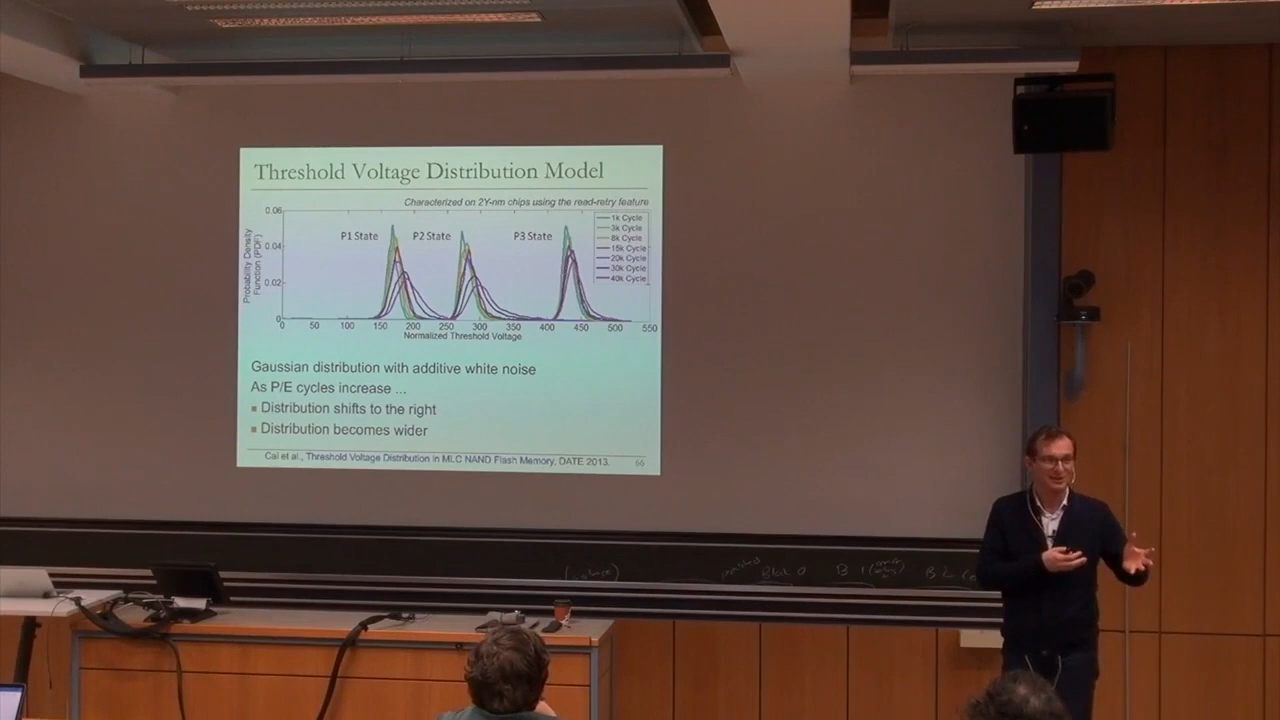 Threshold Voltage Distribution Model
Characterized on 2Y-nm chips using the read-retry feature
Probability Density
Function (PDF)
0.06
0.04
0.02
0
P1 State
P2 State
P3 State
1k Cycle
3k Cycle
8k Cycle
15k Cycle
20k Cycle
30k Cycle
40k Cycle
0 50 100 150 200 250 300 350 400 450 500 550
Normalized Threshold Voltage
Gaussian distribution with additive white noise
As P/E cycles increase ...
▪ Distribution shifts to the right
▪ Distribution becomes wider
Cai et al., Threshold Voltage Distribution in MLC NAND Flash Memory, DATE 2013.
66
Block 0 B 1 B 2